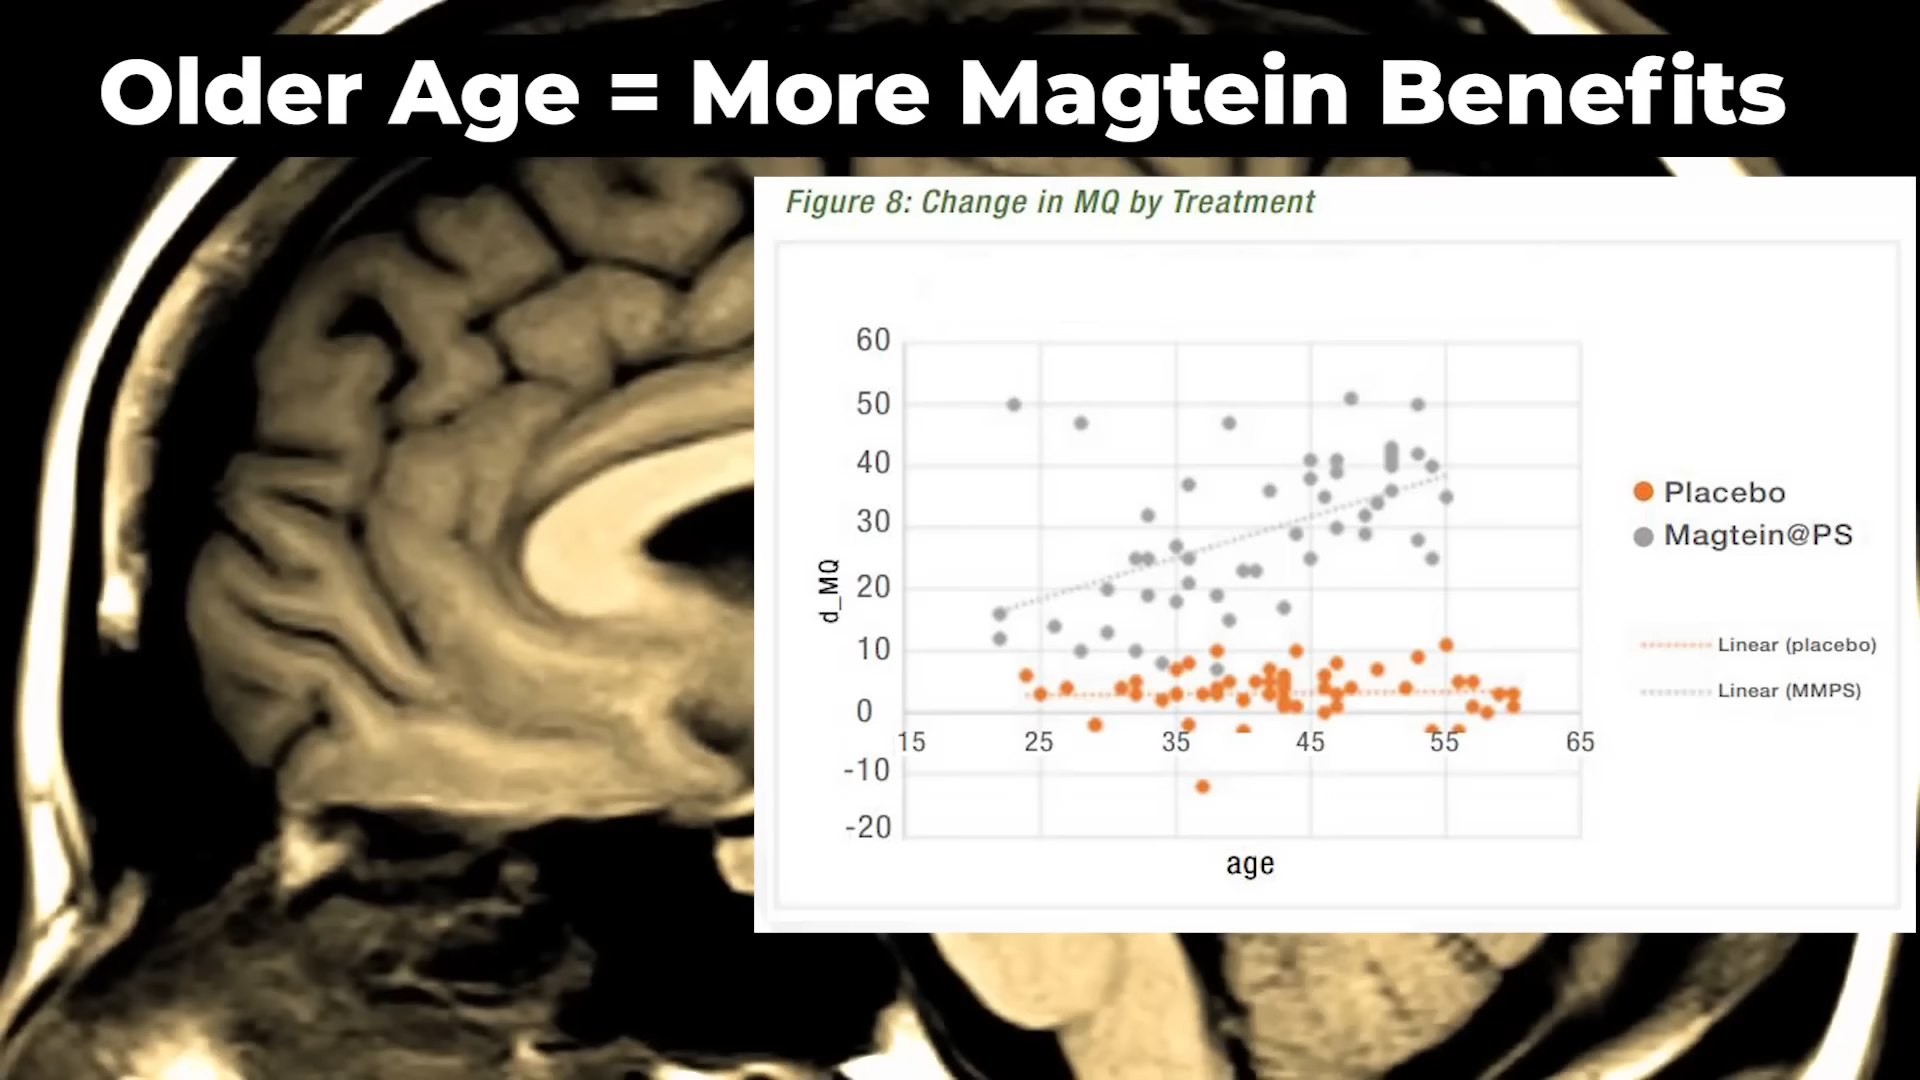 Older Age = More Magtein Benefits
Figure 8: Change in MQ by Treatment
60
50
40
30
20
10
0
-10
-20
d_MQ
15 25 35 45 55 65
age
Placebo
Magtein@PS
Linear (placebo)
Linear (MMPS)